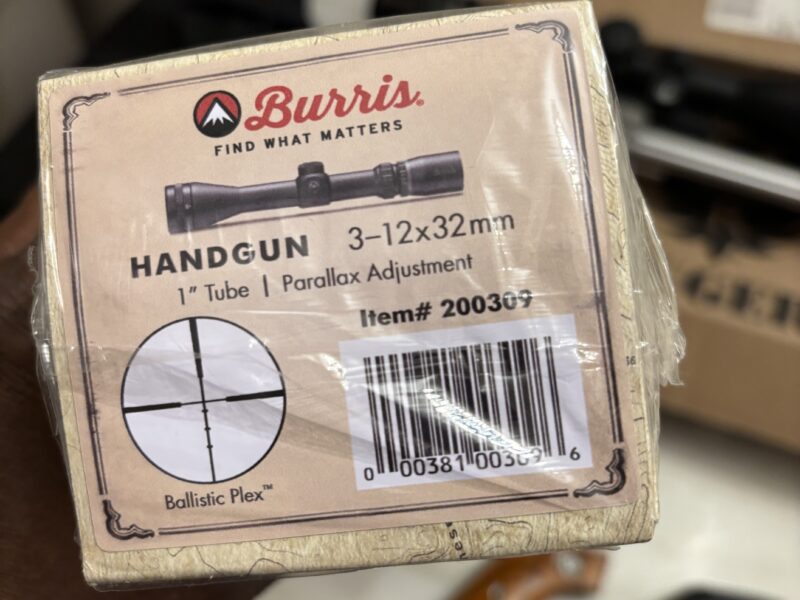 Burris®
FIND WHAT MATTERS
HANDGUN 3–12x32mm
1” Tube | Parallax Adjustment
Item# 200309
0 00381 00309 6
Ballistic Plex™